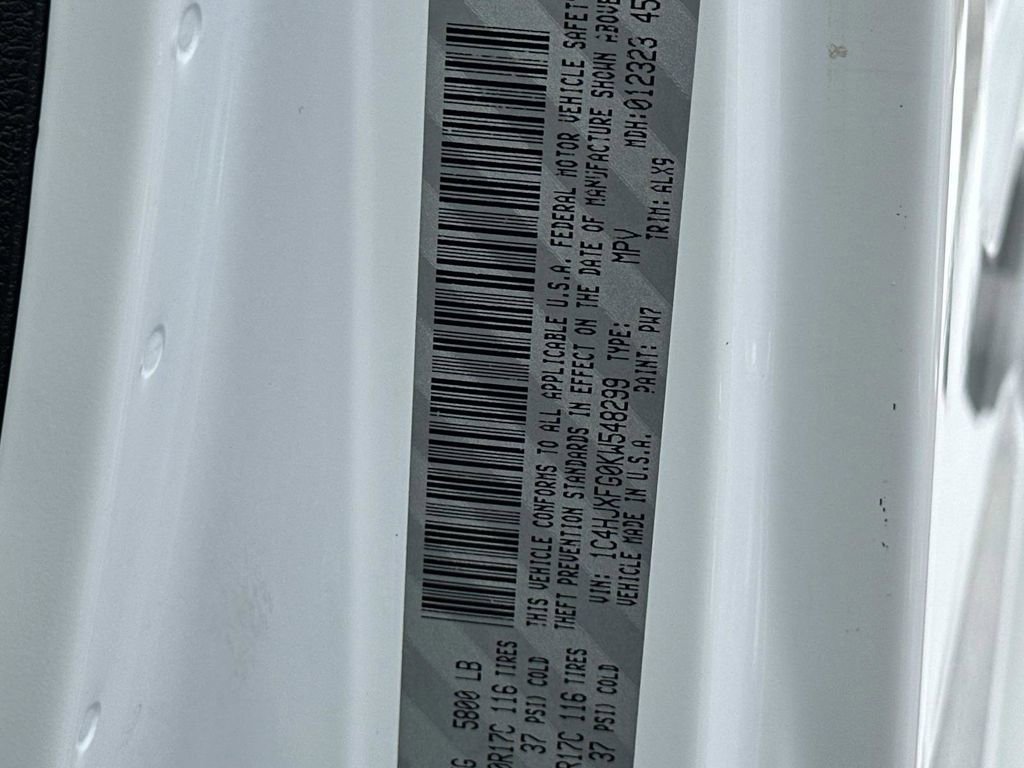 5800 LB
0R17C 116 TIRES
37 PSI) COLD
R17C 116 TIRES
37 PSI) COLD
THIS VEHICLE CONFORMS TO ALL APPLICABLE U.S.A. FEDERAL MOTOR VEHICLE SAFET
THEFT PREVENTION STANDARDS IN EFFECT ON THE DATE OF MANUFACTURE SHOWN ABOVE
VIN: 1C4HJXFG0KW548299 TYPE: MPV MDH:012323 45
VEHICLE MADE IN U.S.A. PAINT: PW7 TRIM: ALX9